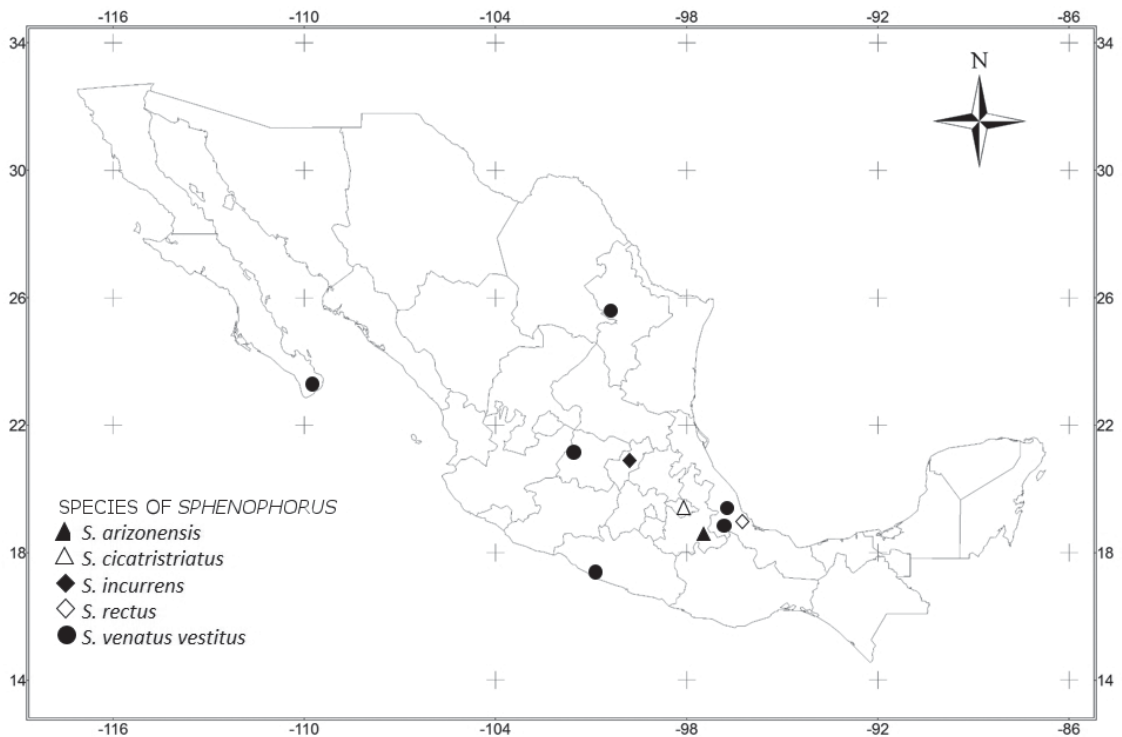 -116 -110 -104 -98 -92 -86
34 34
N
30 30
26 26
22 22
SPECIES OF SPHENOPHORUS
S. arizonensis
S. cicatristriatus
18 18
S. incurrens
S. rectus
S. venatus vestitus
14 14
-116 -110 -104 -98 -92 -86